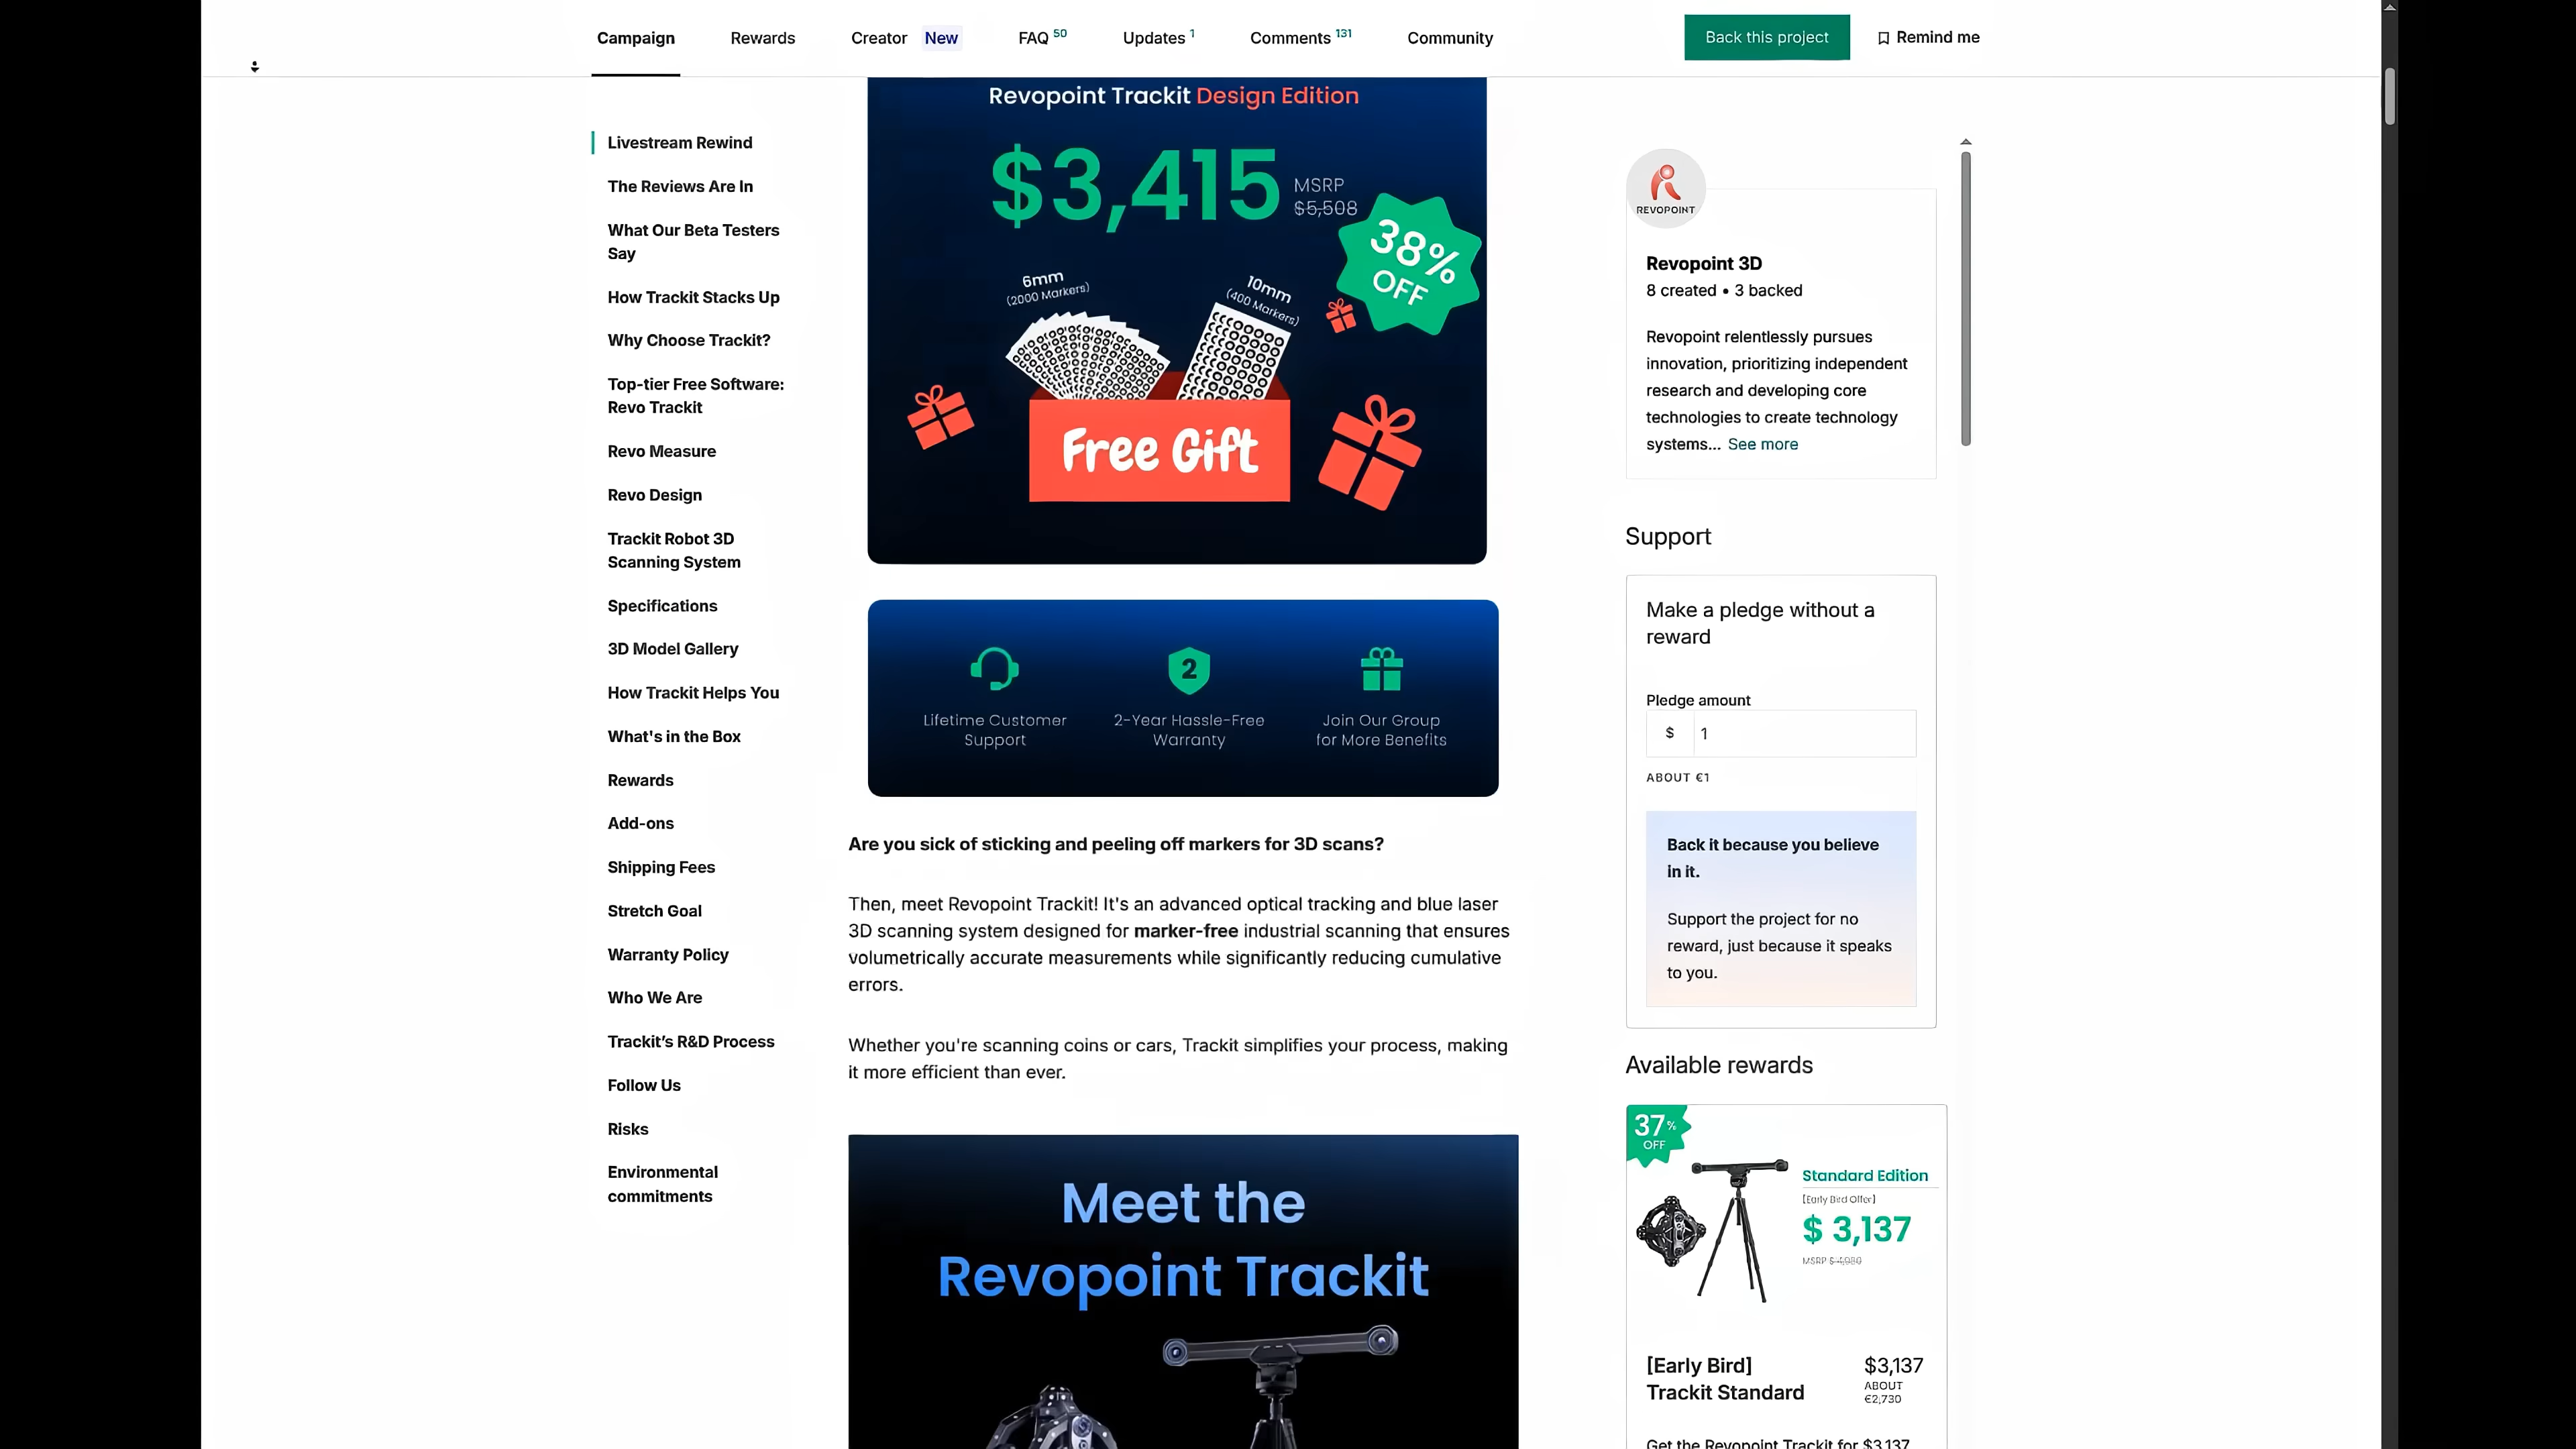 Campaign
Rewards
Creator New
FAQ 50
Updates 1
Comments 131
Community
Back this project
Remind me
Livestream Rewind
The Reviews Are In
What Our Beta Testers
Say
How Trackit Stacks Up
Why Choose Trackit?
Top-tier Free Software:
Revo Trackit
Revo Measure
Revo Design
Trackit Robot 3D
Scanning System
Specifications
3D Model Gallery
How Trackit Helps You
What's in the Box
Rewards
Add-ons
Shipping Fees
Stretch Goal
Warranty Policy
Who We Are
Trackit’s R&D Process
Follow Us
Risks
Environmental
commitments
Revopoint Trackit Design Edition
$3,415
MSRP
$5,508
38%
OFF
6mm
(2000 Markers)
10mm
(400 Markers)
Free Gift
Lifetime Customer
Support
2
2-Year Hassle-Free
Warranty
Join Our Group
for More Benefits
Are you sick of sticking and peeling off markers for 3D scans?
Then, meet Revopoint Trackit! It's an advanced optical tracking and blue laser
3D scanning system designed for marker-free industrial scanning that ensures
volumetrically accurate measurements while significantly reducing cumulative
errors.
Whether you're scanning coins or cars, Trackit simplifies your process, making
it more efficient than ever.
Meet the
Revopoint Trackit
REVOPOINT
Revopoint 3D
8 created • 3 backed
Revopoint relentlessly pursues
innovation, prioritizing independent
research and developing core
technologies to create technology
systems... See more
Support
Make a pledge without a
reward
Pledge amount
$ 1
ABOUT €1
Back it because you believe
in it.
Support the project for no
reward, just because it speaks
to you.
Available rewards
37%
OFF
Standard Edition
[Early Bird Offer]
$ 3,137
MSRP $4,980
[Early Bird]
Trackit Standard
$3,137
ABOUT
€2,730
Get the Revopoint Trackit for $3,137